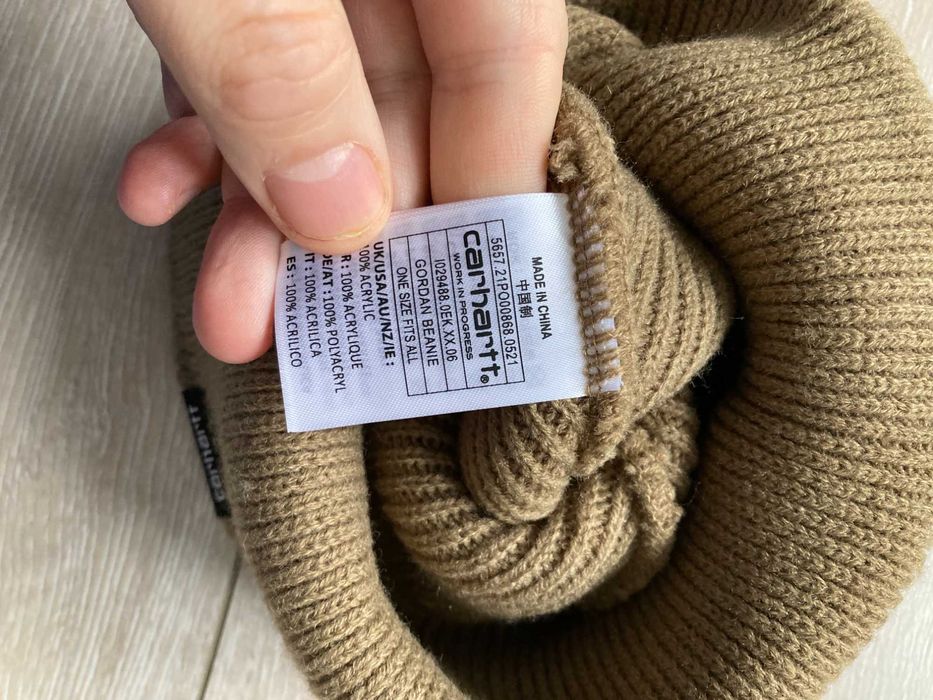 MADE IN CHINA
中国制
5657.21PO00868.0521
carhartt®
WORK IN PROGRESS
I029488.0EK.XX.06
GORDAN BEANIE
ONE SIZE FITS ALL
UK/USA/AU/NZ/IE :
100% ACRYLIC
R : 100% ACRYLIQUE
DE/AT : 100% POLYACRYL
IT : 100% ACRILICA
ES : 100% ACRILICO
carhartt